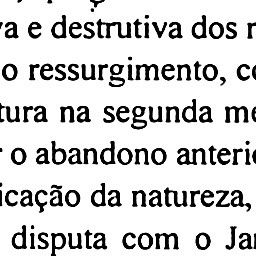 va e destrutiva dos
o ressurgimento, c
tura na segunda me
o abandono anteri
icação da natureza,
disputa com o Ja